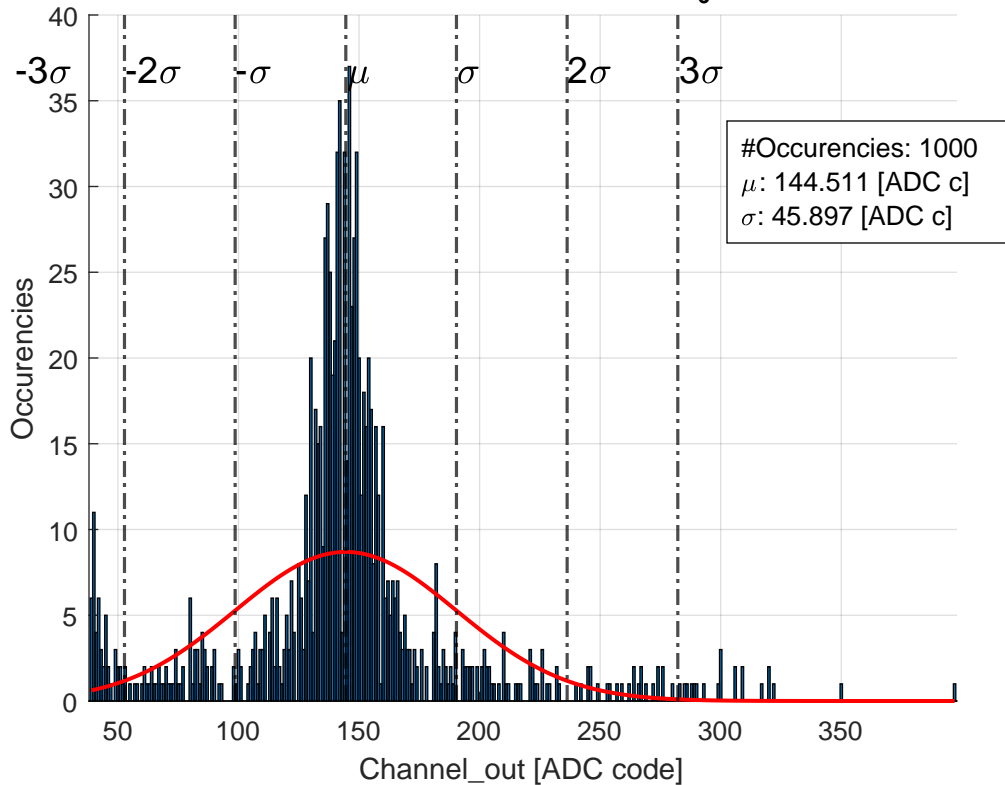 40
-3σ -2σ -σ μ σ 2σ 3σ
35
#Occurencies: 1000
μ: 144.511 [ADC c]
σ: 45.897 [ADC c]
30
25
20
15
10
5
0
Occurencies
50 100 150 200 250 300 350
Channel_out [ADC code]